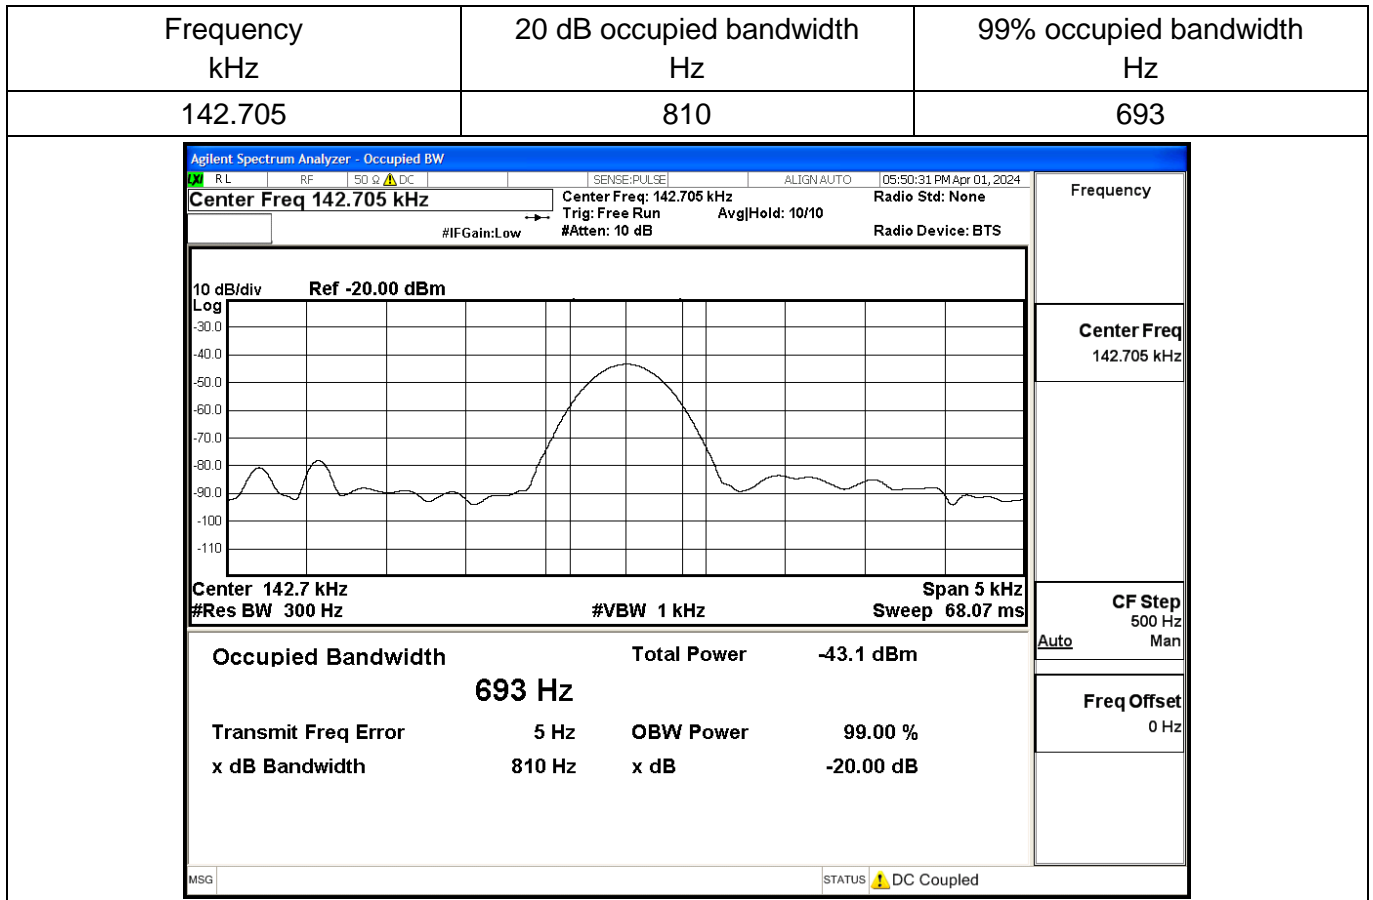 Frequency
kHz
20 dB occupied bandwidth
Hz
99% occupied bandwidth
Hz
142.705
810
693
Agilent Spectrum Analyzer - Occupied BW
LXI RL RF 50 Ω DC SENSE:PULSE ALIGN AUTO 05:50:31 PM Apr 01, 2024
Center Freq 142.705 kHz
#IFGain:Low
Center Freq: 142.705 kHz
Trig: Free Run Avg|Hold: 10/10
#Atten: 10 dB
Radio Std: None
Radio Device: BTS
10 dB/div Ref -20.00 dBm
Log
-30.0
-40.0
-50.0
-60.0
-70.0
-80.0
-90.0
-100
-110
Center 142.7 kHz Span 5 kHz
#Res BW 300 Hz #VBW 1 kHz Sweep 68.07 ms
Occupied Bandwidth Total Power -43.1 dBm
693 Hz
Transmit Freq Error 5 Hz OBW Power 99.00 %
x dB Bandwidth 810 Hz x dB -20.00 dB
Frequency
Center Freq
142.705 kHz
CF Step
500 Hz
Auto Man
Freq Offset
0 Hz
MSG STATUS DC Coupled